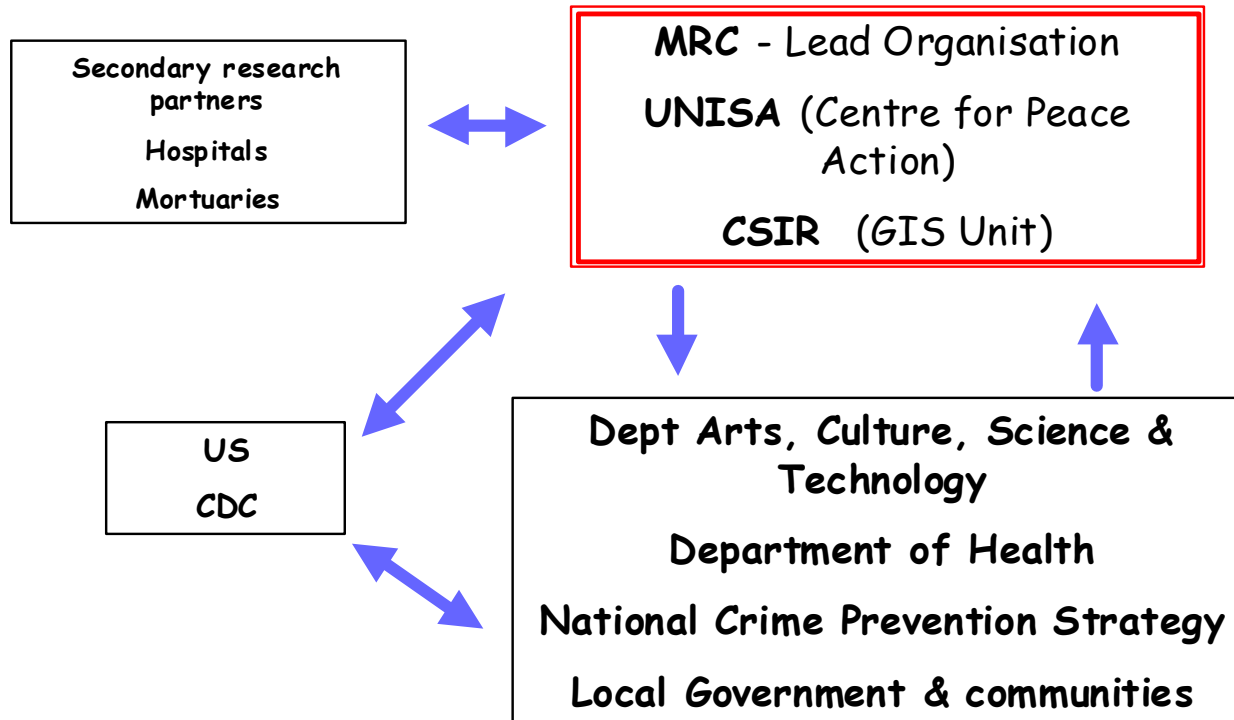 Secondary research
partners
Hospitals
Mortuaries
MRC - Lead Organisation
UNISA (Centre for Peace
Action)
CSIR (GIS Unit)
US
CDC
Dept Arts, Culture, Science &
Technology
Department of Health
National Crime Prevention Strategy
Local Government & communities